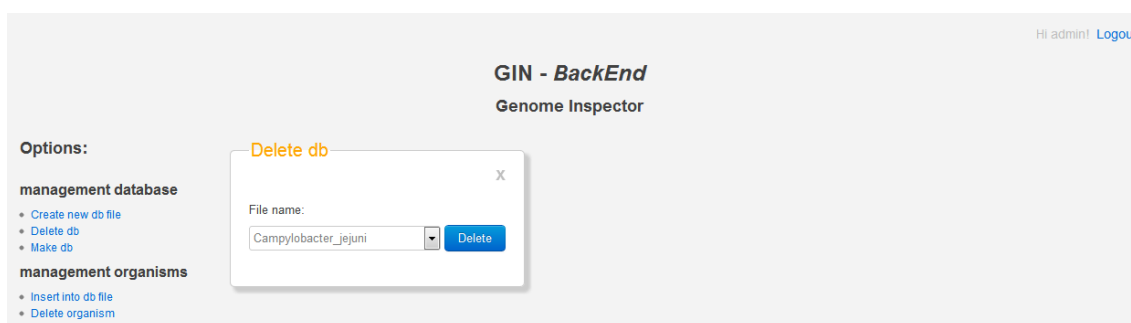 Hi admin! Logou
GIN - BackEnd
Genome Inspector
Options:
management database
Create new db file
Delete db
Make db
management organisms
Insert into db file
Delete organism
Delete db
X
File name:
Campylobacter_jejuni
Delete